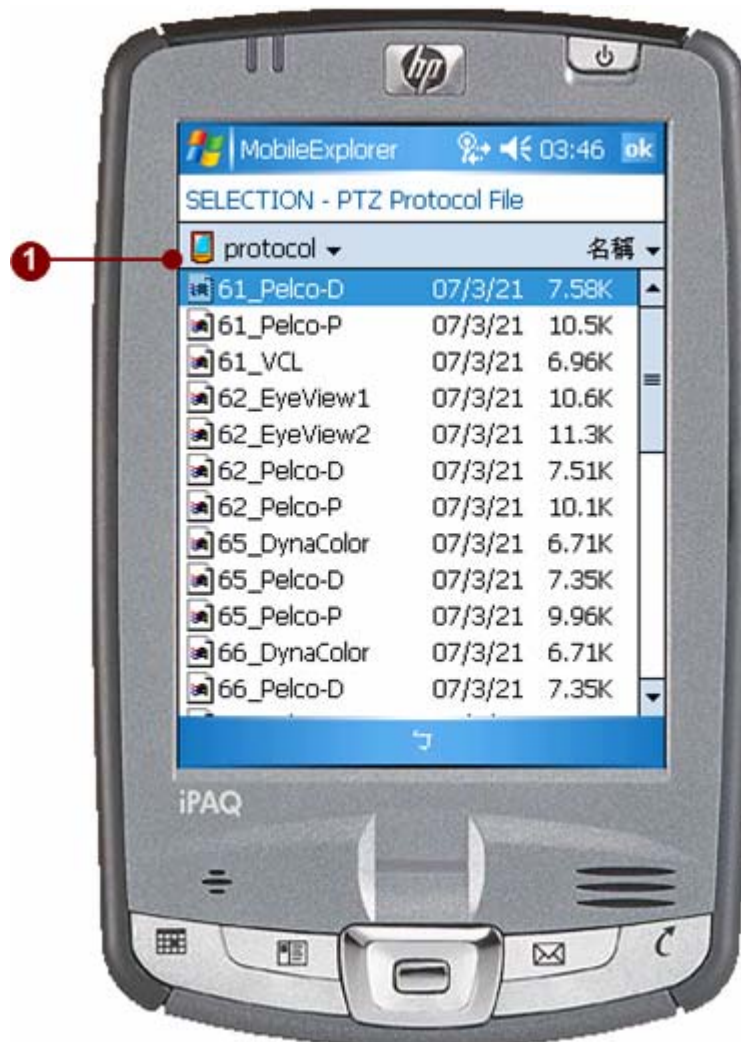 hp
MobileExplorer 03:46 ok
SELECTION - PTZ Protocol File
1 protocol 名稱
61_Pelco-D 07/3/21 7.58K
61_Pelco-P 07/3/21 10.5K
61_VCL 07/3/21 6.96K
62_EyeView1 07/3/21 10.6K
62_EyeView2 07/3/21 11.3K
62_Pelco-D 07/3/21 7.51K
62_Pelco-P 07/3/21 10.1K
65_DynaColor 07/3/21 6.71K
65_Pelco-D 07/3/21 7.35K
65_Pelco-P 07/3/21 9.96K
66_DynaColor 07/3/21 6.71K
66_Pelco-D 07/3/21 7.35K
iPAQ